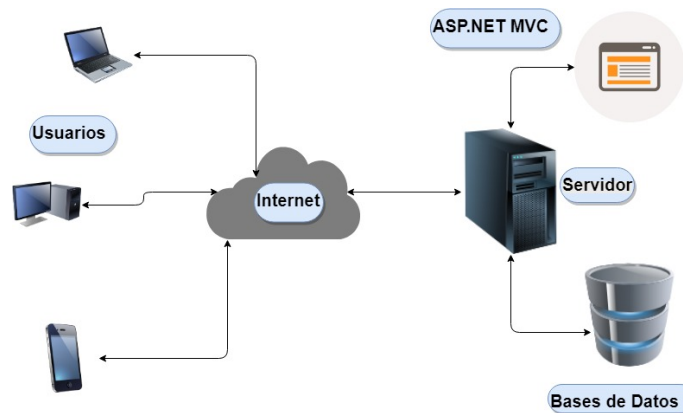 ASP.NET MVC
Usuarios
Internet
Servidor
Bases de Datos